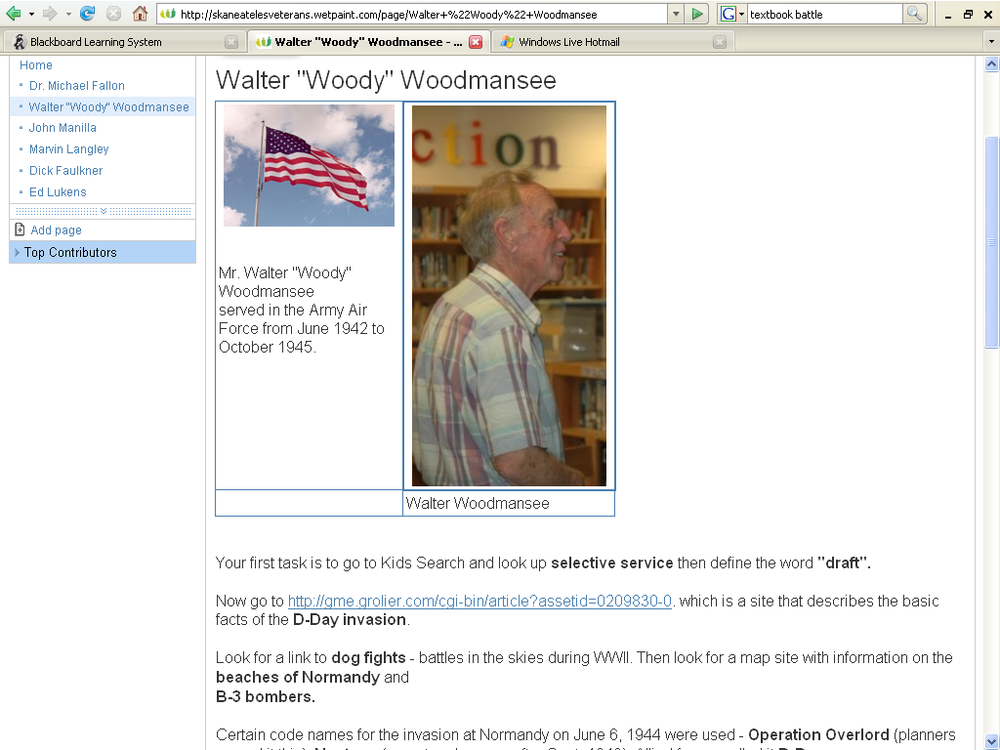 http://skaneatelesveterans.wetpaint.com/page/Walter+%22Woody%22+Woodmansee
textbook battle
Blackboard Learning System
Walter "Woody" Woodmansee - ...
Windows Live Hotmail
Home
Dr. Michael Fallon
Walter "Woody" Woodmansee
John Manilla
Marvin Langley
Dick Faulkner
Ed Lukens
Add page
Top Contributors
Walter "Woody" Woodmansee
ction
Mr. Walter "Woody"
Woodmansee
served in the Army Air
Force from June 1942 to
October 1945.
Walter Woodmansee
Your first task is to go to Kids Search and look up selective service then define the word "draft".
Now go to http://gme.grolier.com/cgi-bin/article?assetid=0209830-0. which is a site that describes the basic
facts of the D-Day invasion.
Look for a link to dog fights - battles in the skies during WWII. Then look for a map site with information on the
beaches of Normandy and
B-3 bombers.
Certain code names for the invasion at Normandy on June 6, 1944 were used - Operation Overlord (planners